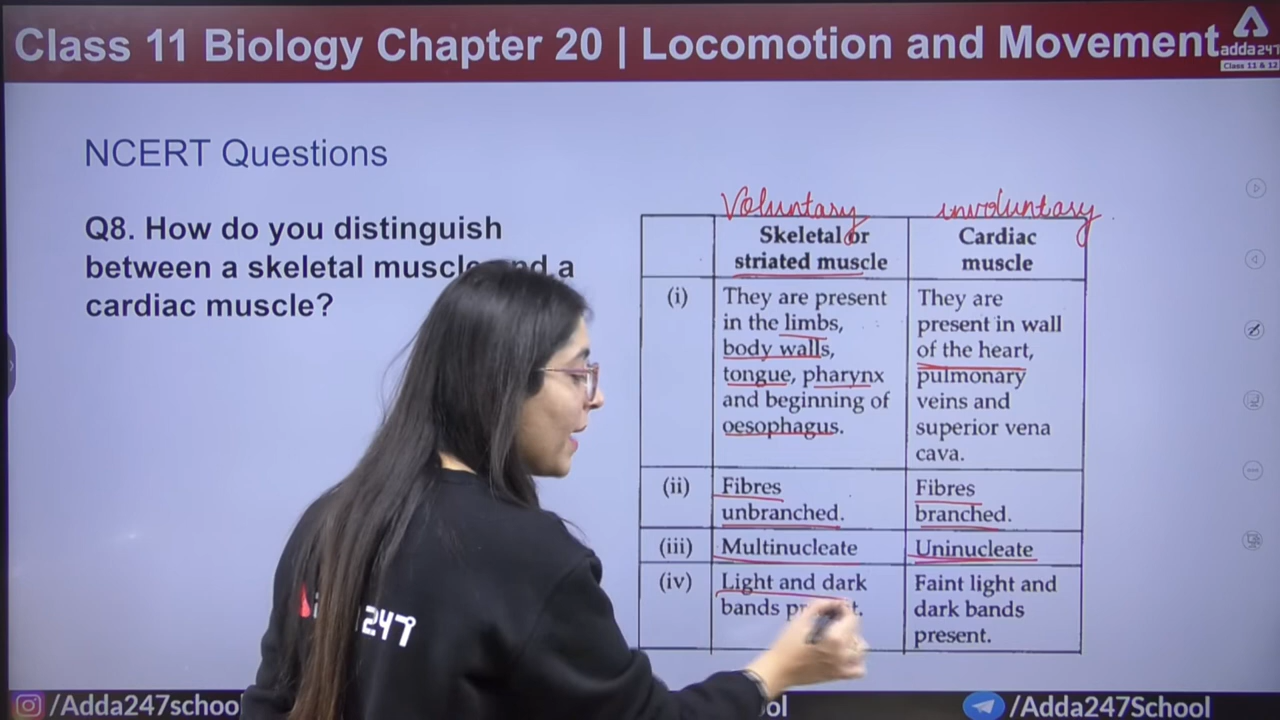 Class 11 Biology Chapter 20 | Locomotion and Movement
adda247
Class 11 & 12
NCERT Questions
Q8. How do you distinguish
between a skeletal muscle and a
cardiac muscle?
Voluntary
involuntary
Skeletal or
striated muscle
Cardiac
muscle
(i)
They are present
in the limbs,
body walls,
tongue, pharynx
and beginning of
oesophagus.
They are
present in wall
of the heart,
pulmonary
veins and
superior vena
cava.
(ii)
Fibres
unbranched.
Fibres
branched.
(iii)
Multinucleate
Uninucleate
(iv)
Light and dark
bands
Faint light and
dark bands
present.
247
/Adda247school
/Adda247School